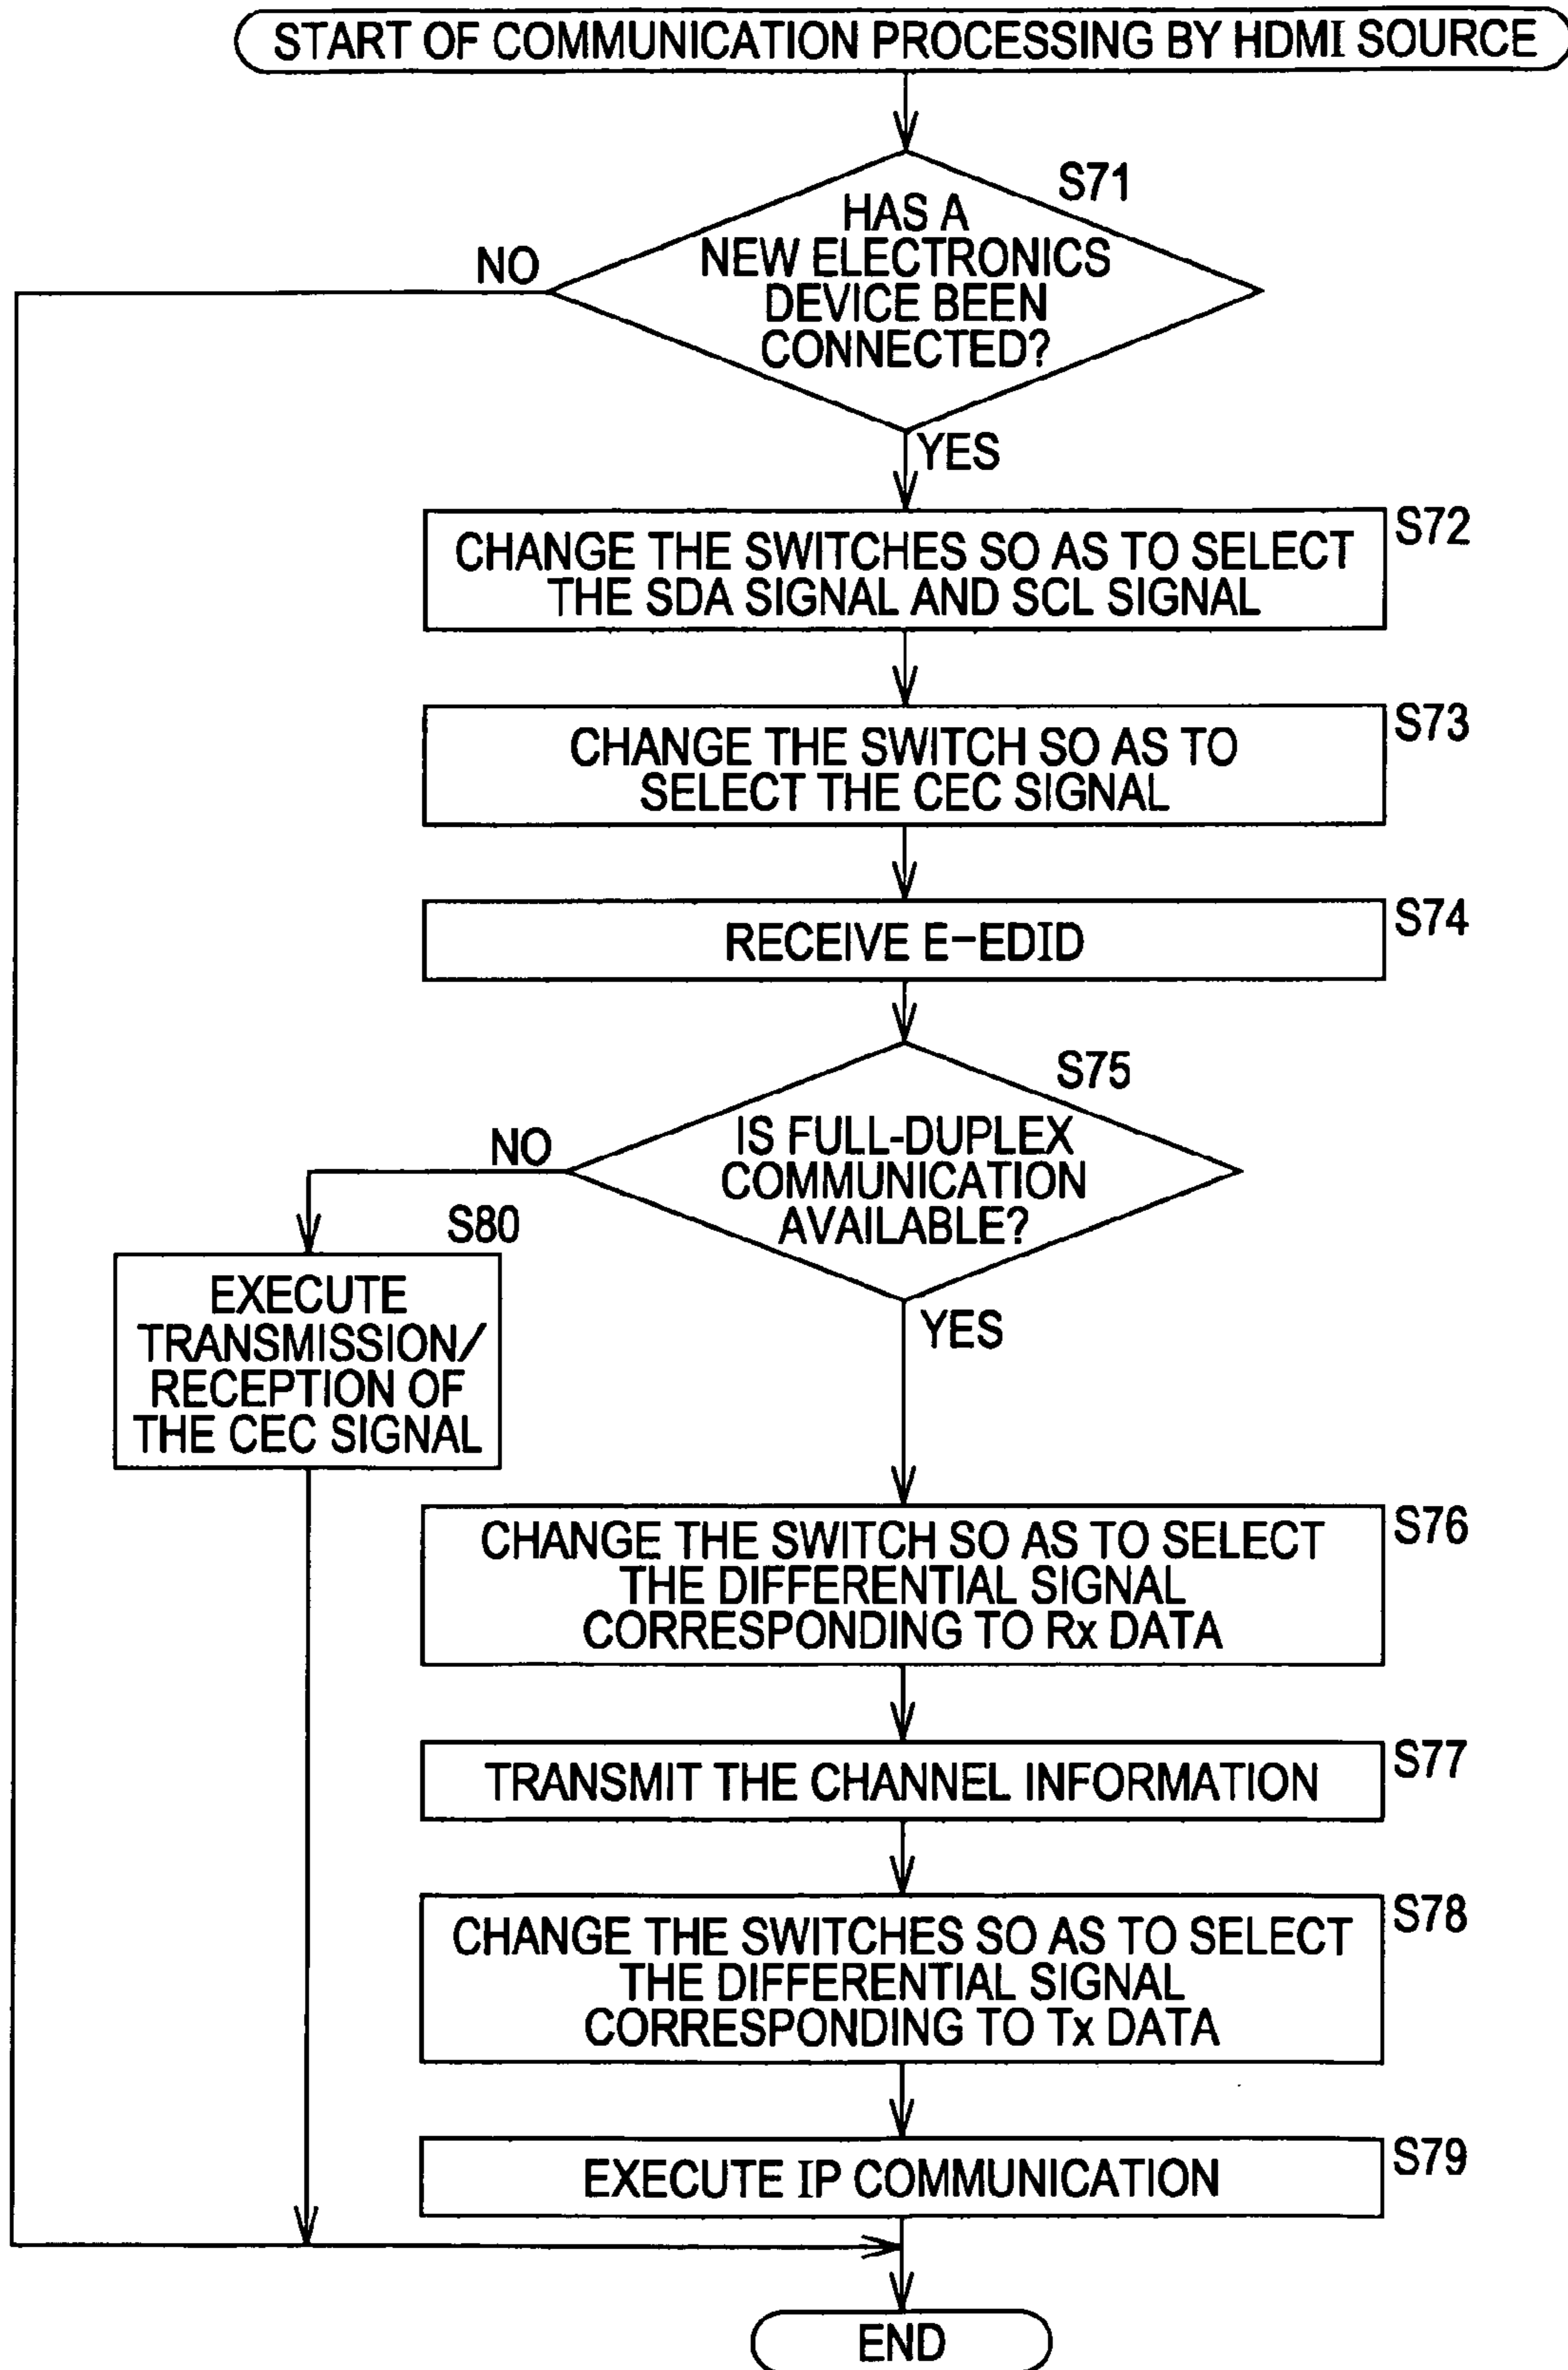 START OF COMMUNICATION PROCESSING BY HDMI SOURCE
S71
HAS A
NEW ELECTRONICS
DEVICE BEEN
CONNECTED?
NO
YES
S72
CHANGE THE SWITCHES SO AS TO SELECT
THE SDA SIGNAL AND SCL SIGNAL
S73
CHANGE THE SWITCH SO AS TO
SELECT THE CEC SIGNAL
S74
RECEIVE E-EDID
S75
IS FULL-DUPLEX
COMMUNICATION
AVAILABLE?
NO
YES
S80
EXECUTE
TRANSMISSION/
RECEPTION OF
THE CEC SIGNAL
S76
CHANGE THE SWITCH SO AS TO SELECT
THE DIFFERENTIAL SIGNAL
CORRESPONDING TO Rx DATA
S77
TRANSMIT THE CHANNEL INFORMATION
S78
CHANGE THE SWITCHES SO AS TO SELECT
THE DIFFERENTIAL SIGNAL
CORRESPONDING TO Tx DATA
S79
EXECUTE IP COMMUNICATION
END